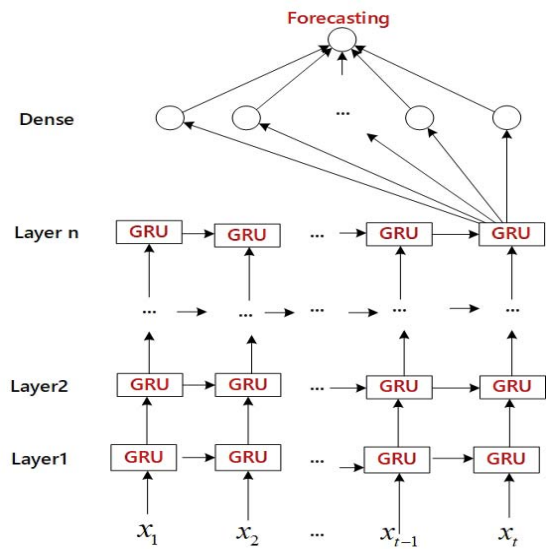 Forecasting
Dense
...
Layer n GRU GRU ... GRU GRU
... ... ... ... ...
Layer2 GRU GRU ... GRU GRU
Layer1 GRU GRU ... GRU GRU
x₁ x₂ ... xₜ₋₁ xₜ